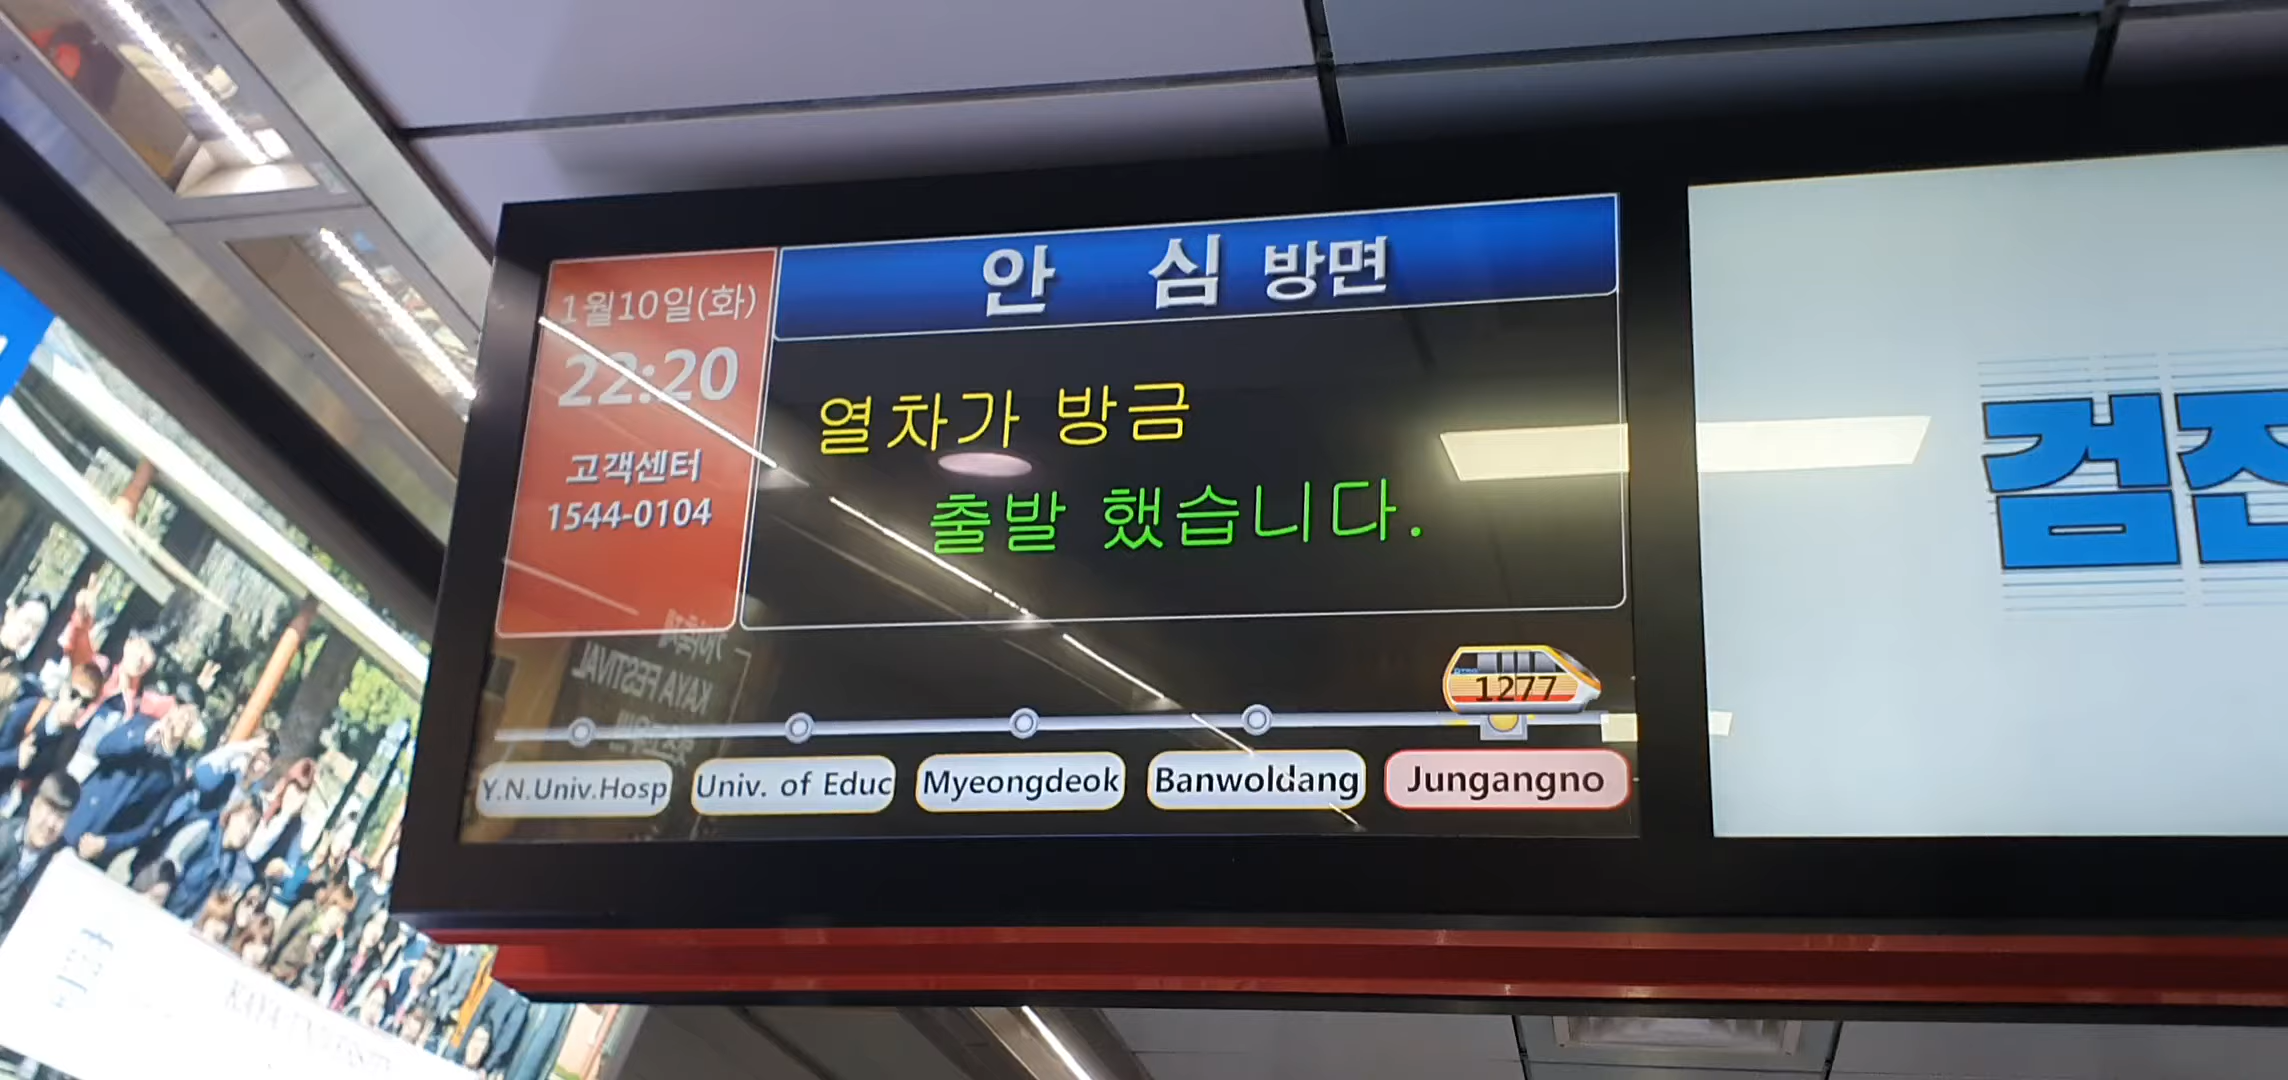 1월10일(화)
22:20
고객센터
1544-0104
안 심 방면
열차가 방금
출발 했습니다.
1277
Y.N.Univ.Hosp
Univ. of Educ
Myeongdeok
Banwoldang
Jungangno
KAYA FESTIVAL